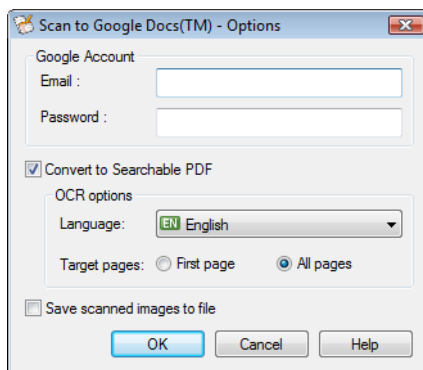 Scan to Google Docs(TM) - Options
Google Account
Email :
Password :
Convert to Searchable PDF
OCR options
Language: EN English
Target pages: First page All pages
Save scanned images to file
OK Cancel Help